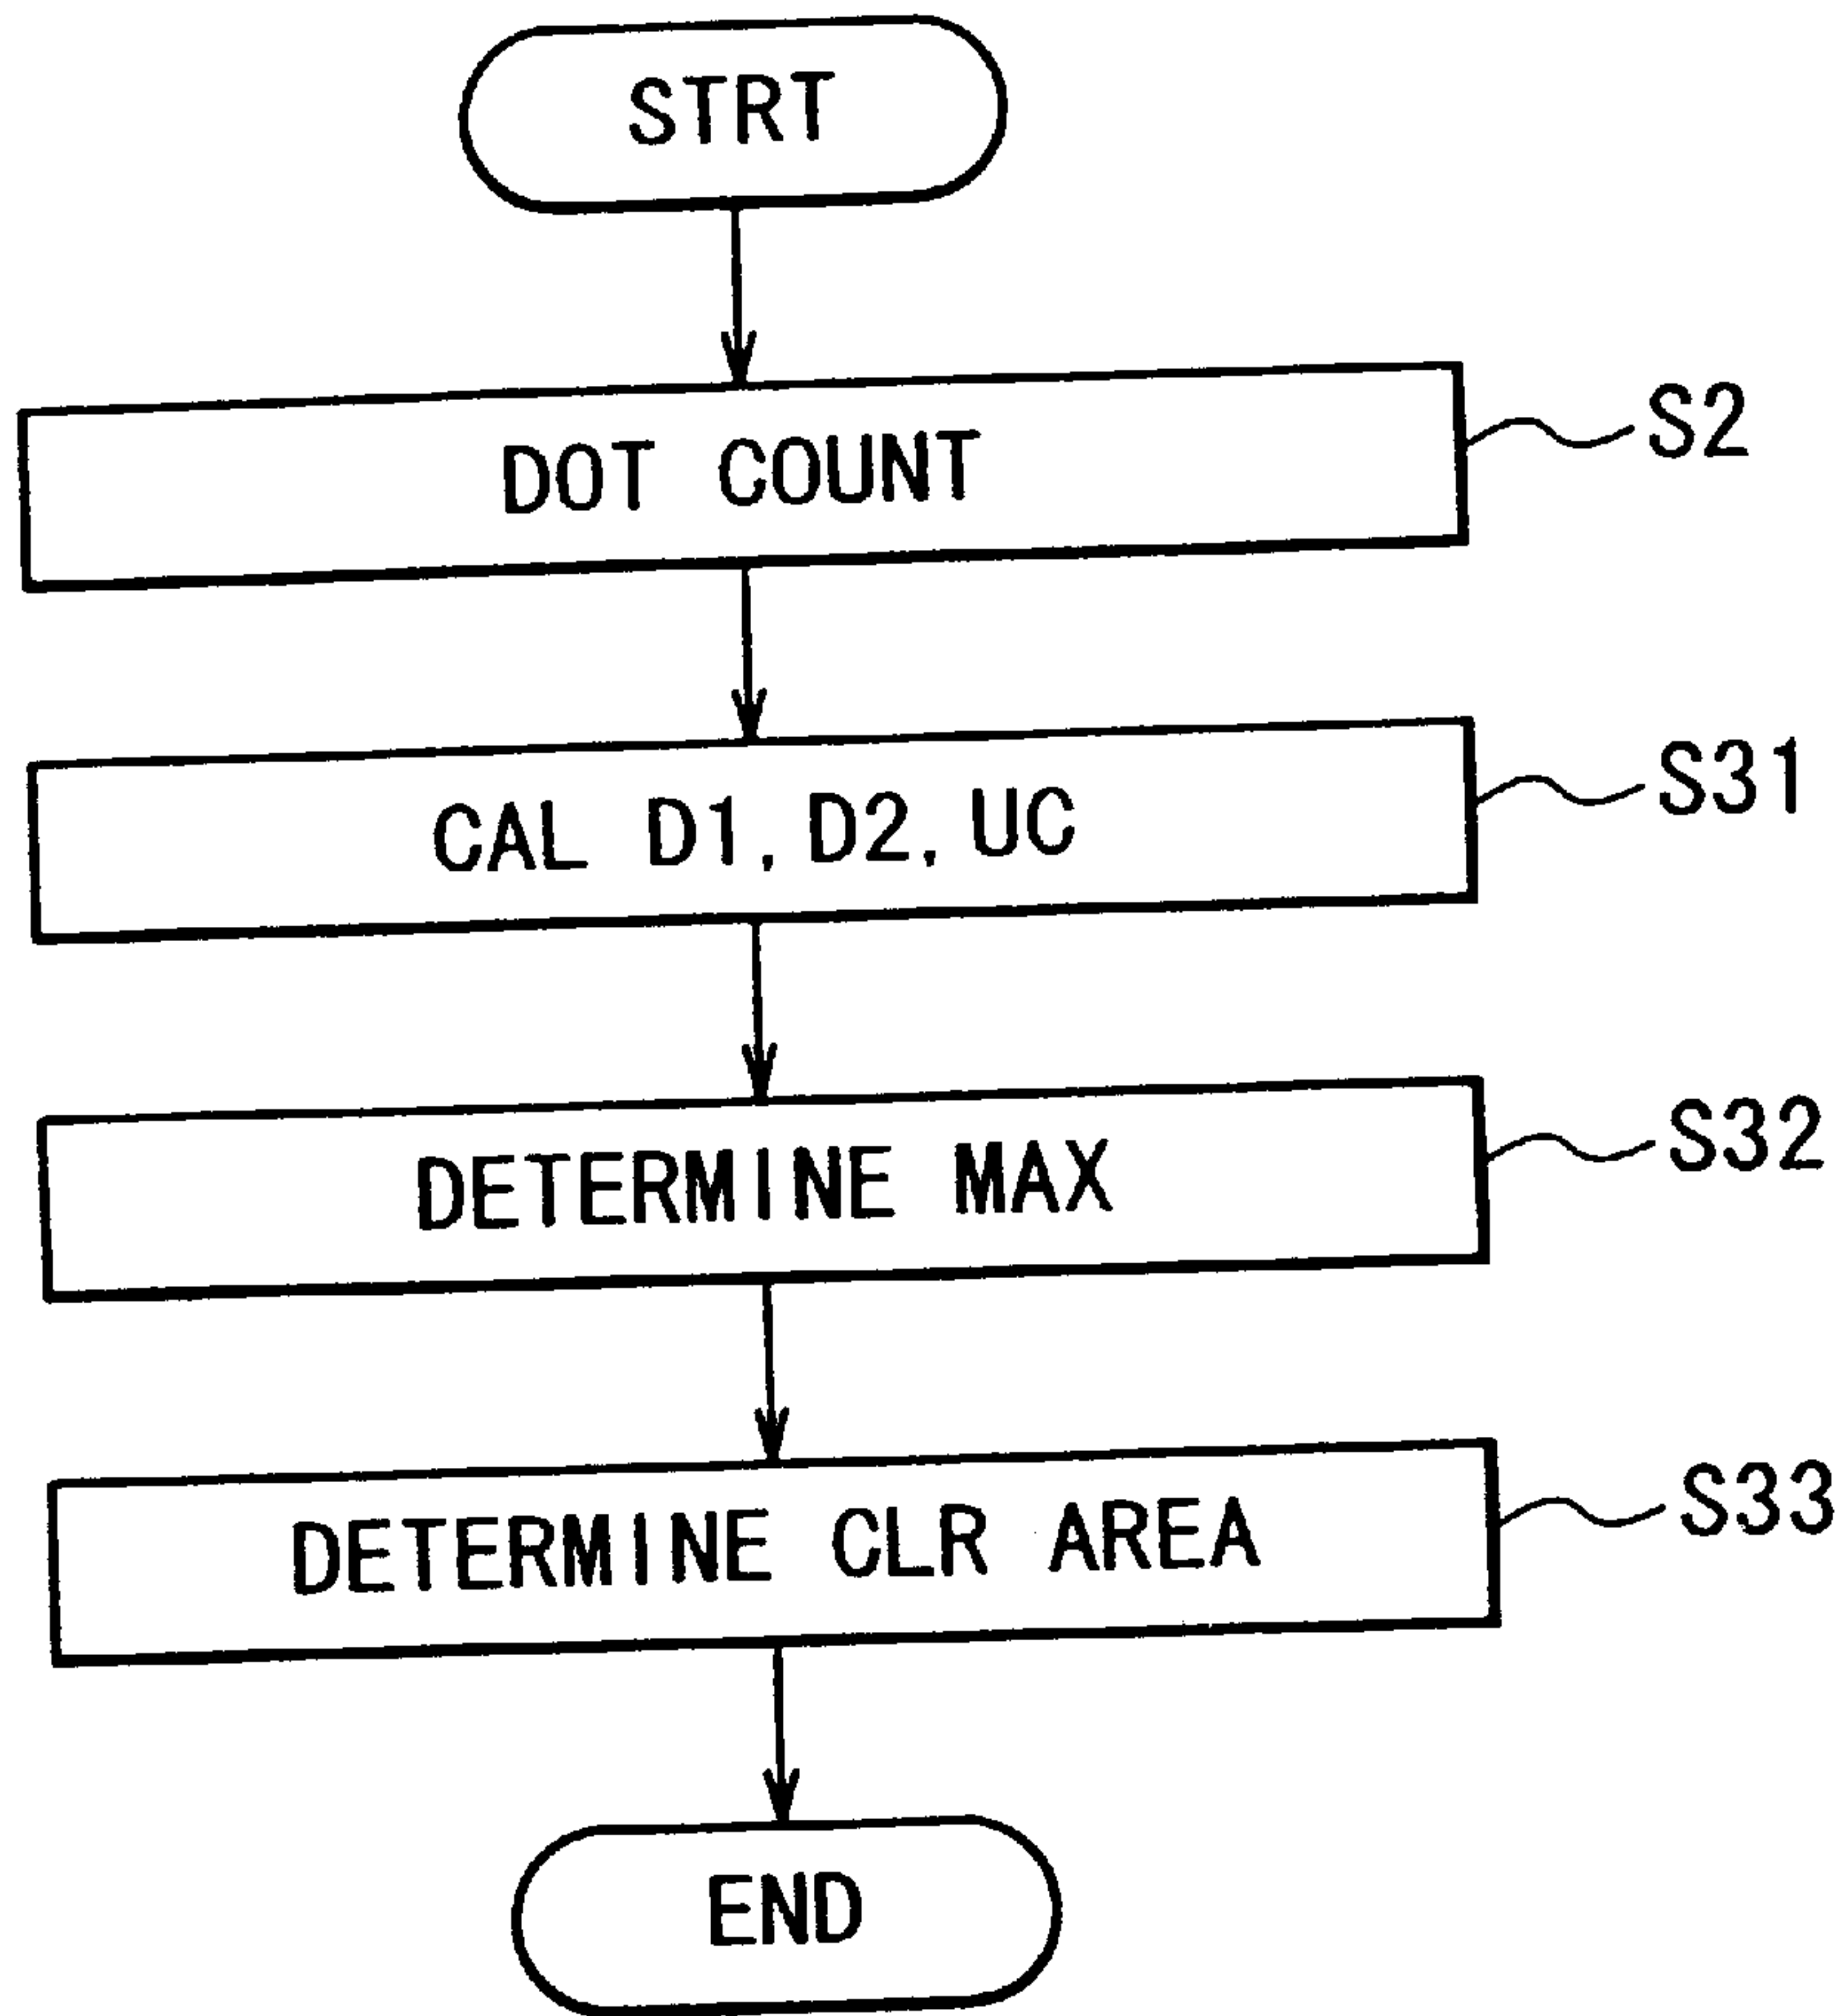 STRT
DOT COUNT
S2
CAL D1, D2, UC
S31
DETERMINE MAX
S32
DETERMINE CLR AREA
S33
END